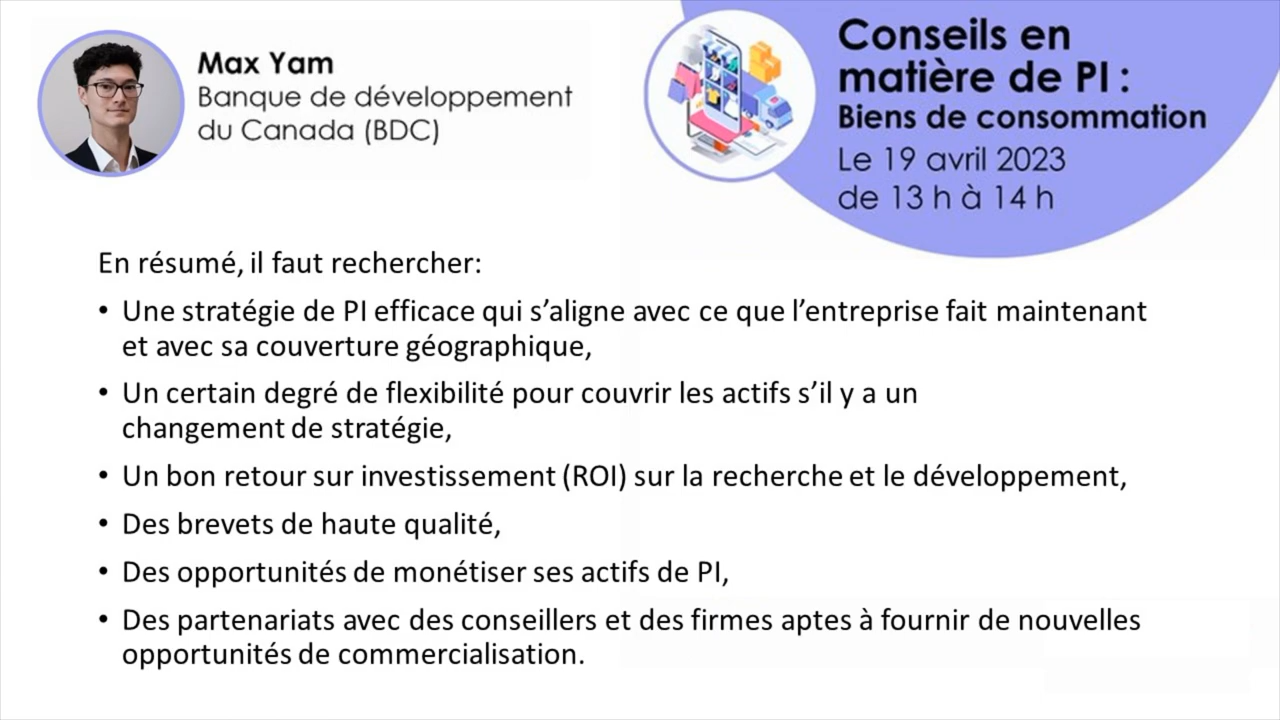 Max Yam
Banque de développement
du Canada (BDC)
Conseils en
matière de PI :
Biens de consommation
Le 19 avril 2023
de 13 h à 14 h
En résumé, il faut rechercher:
• Une stratégie de PI efficace qui s’aligne avec ce que l’entreprise fait maintenant
et avec sa couverture géographique,
• Un certain degré de flexibilité pour couvrir les actifs s’il y a un
changement de stratégie,
• Un bon retour sur investissement (ROI) sur la recherche et le développement,
• Des brevets de haute qualité,
• Des opportunités de monétiser ses actifs de PI,
• Des partenariats avec des conseillers et des firmes aptes à fournir de nouvelles
opportunités de commercialisation.